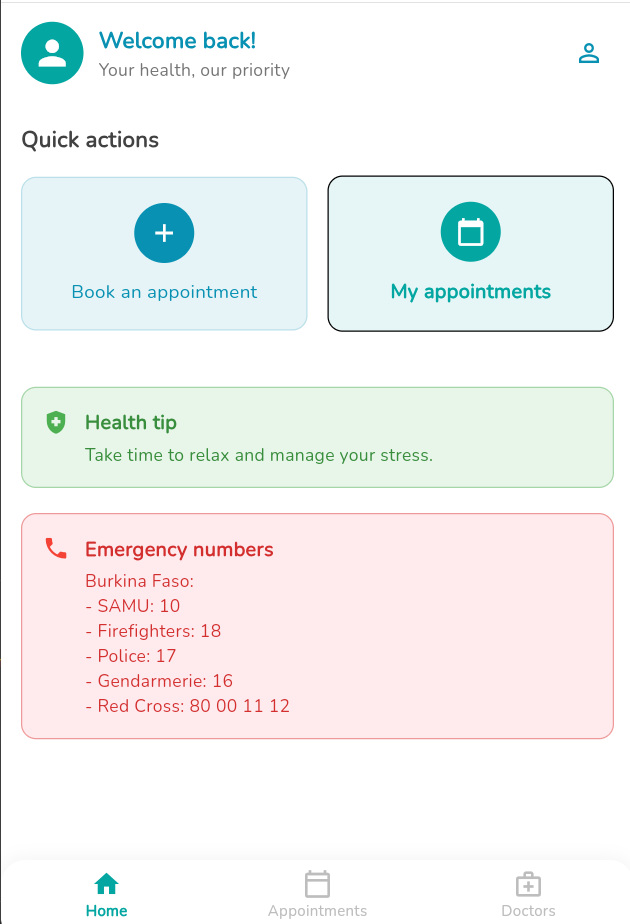 Welcome back!
Your health, our priority
Quick actions
Book an appointment
My appointments
Health tip
Take time to relax and manage your stress.
Emergency numbers
Burkina Faso:
- SAMU: 10
- Firefighters: 18
- Police: 17
- Gendarmerie: 16
- Red Cross: 80 00 11 12
Home
Appointments
Doctors